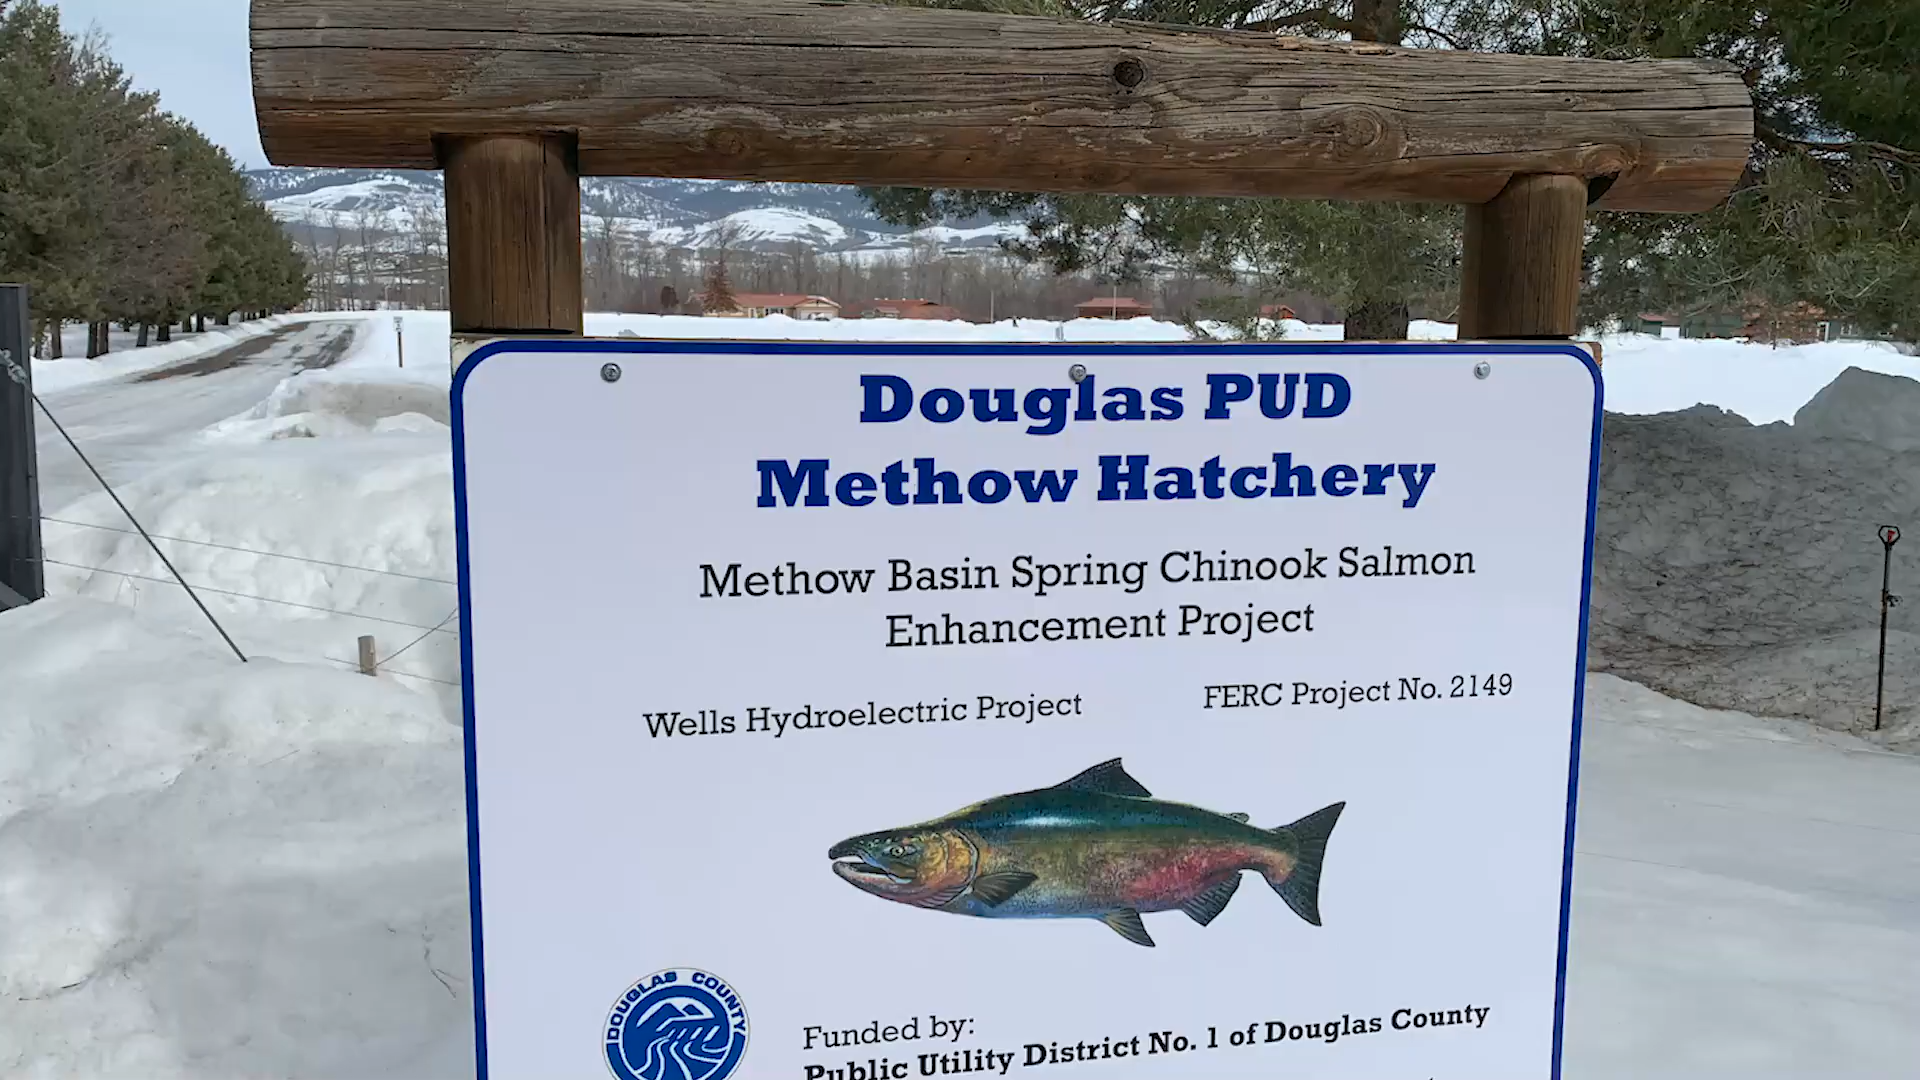 Douglas PUD
Methow Hatchery
Methow Basin Spring Chinook Salmon
Enhancement Project
Wells Hydroelectric Project
FERC Project No. 2149
DOUGLAS COUNTY
Funded by:
Public Utility District No. 1 of Douglas County